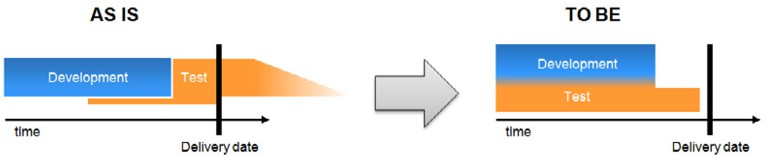 AS IS
TO BE
Development
Test
time
Delivery date
Development
Test
time
Delivery date